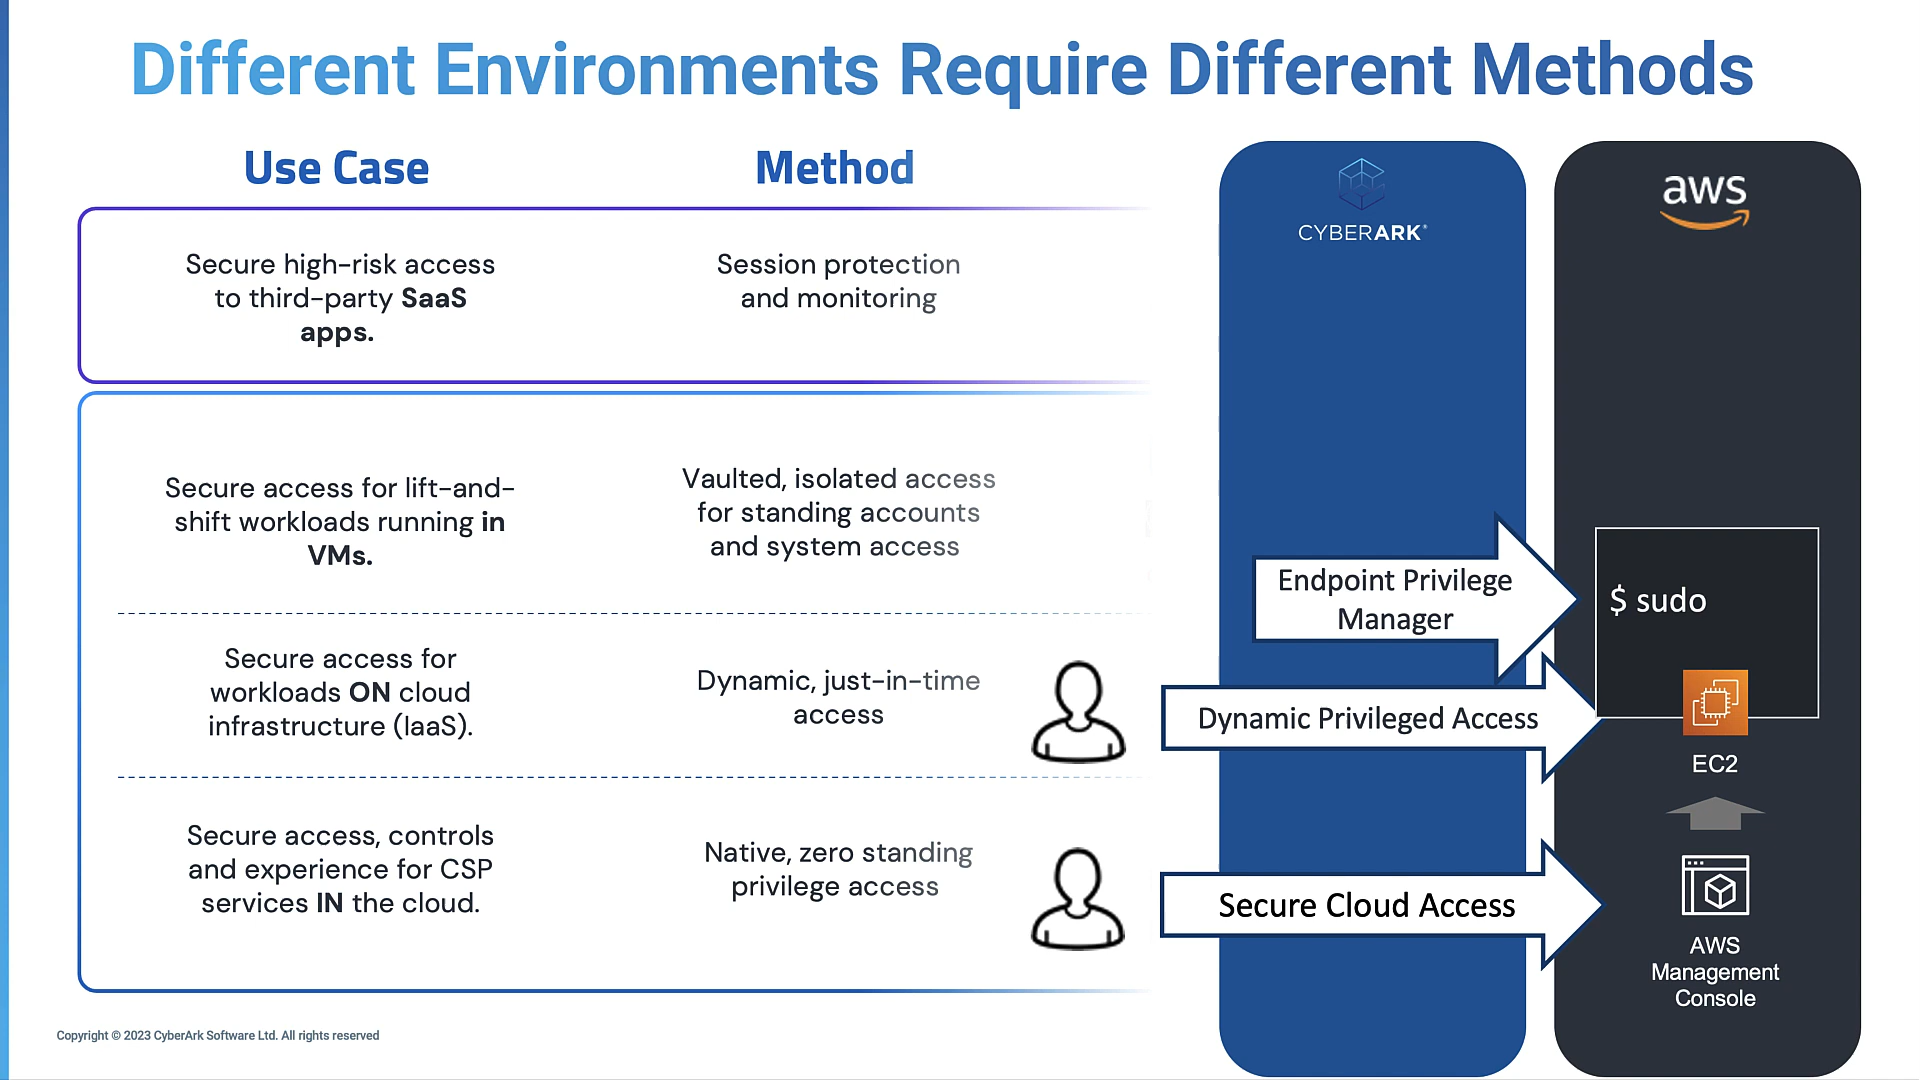 Different Environments Require Different Methods
Use Case
Method
Secure high-risk access
to third-party SaaS
apps.
Session protection
and monitoring
Secure access for lift-and-
shift workloads running in
VMs.
Vaulted, isolated access
for standing accounts
and system access
Secure access for
workloads ON cloud
infrastructure (IaaS).
Dynamic, just-in-time
access
Secure access, controls
and experience for CSP
services IN the cloud.
Native, zero standing
privilege access
CYBERARK®
aws
Endpoint Privilege
Manager
$ sudo
Dynamic Privileged Access
EC2
Secure Cloud Access
AWS
Management
Console
Copyright © 2023 CyberArk Software Ltd. All rights reserved